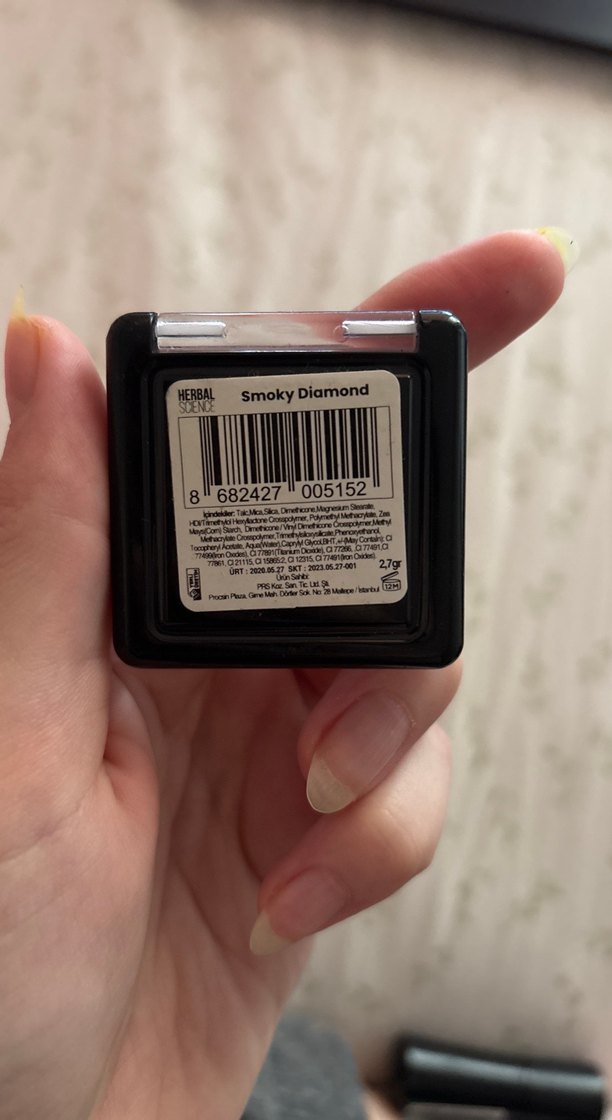 HERBAL
SCIENCE
Smoky Diamond
8 682427 005152
İçindekiler: Talc,Mica,Silica, Dimethicone,Magnesium Stearate,
HDI/Trimethylol Hexyllactone Crosspolymer, Polymethyl Methacrylate, Zea
Mays(Corn) Starch, Dimethicone / Vinyl Dimethicone Crosspolymer,Methyl
Methacrylate Crosspolymer,Trimethylsiloxysilicate,Phenoxyethanol,
Tocopheryl Acetate, Aqua(Water),Caprylyl Glycol,BHT,+/-(May Contain); CI
77499(Iron Oxides), CI 77891(Titanium Dioxide), CI 77266, CI 77491,CI
77861, CI 21115, CI 15865:2, CI 12315, CI 77491(Iron Oxides).
2,7gr
ÜRT : 2020.05.27 SKT : 2023.05.27-001
Ürün Sahibi:
PRS Koz. San. Tic. Ltd. Şti.
Procsin Plaza, Girne Mah. Dörtler Sok. No: 28 Maltepe / İstanbul
12M